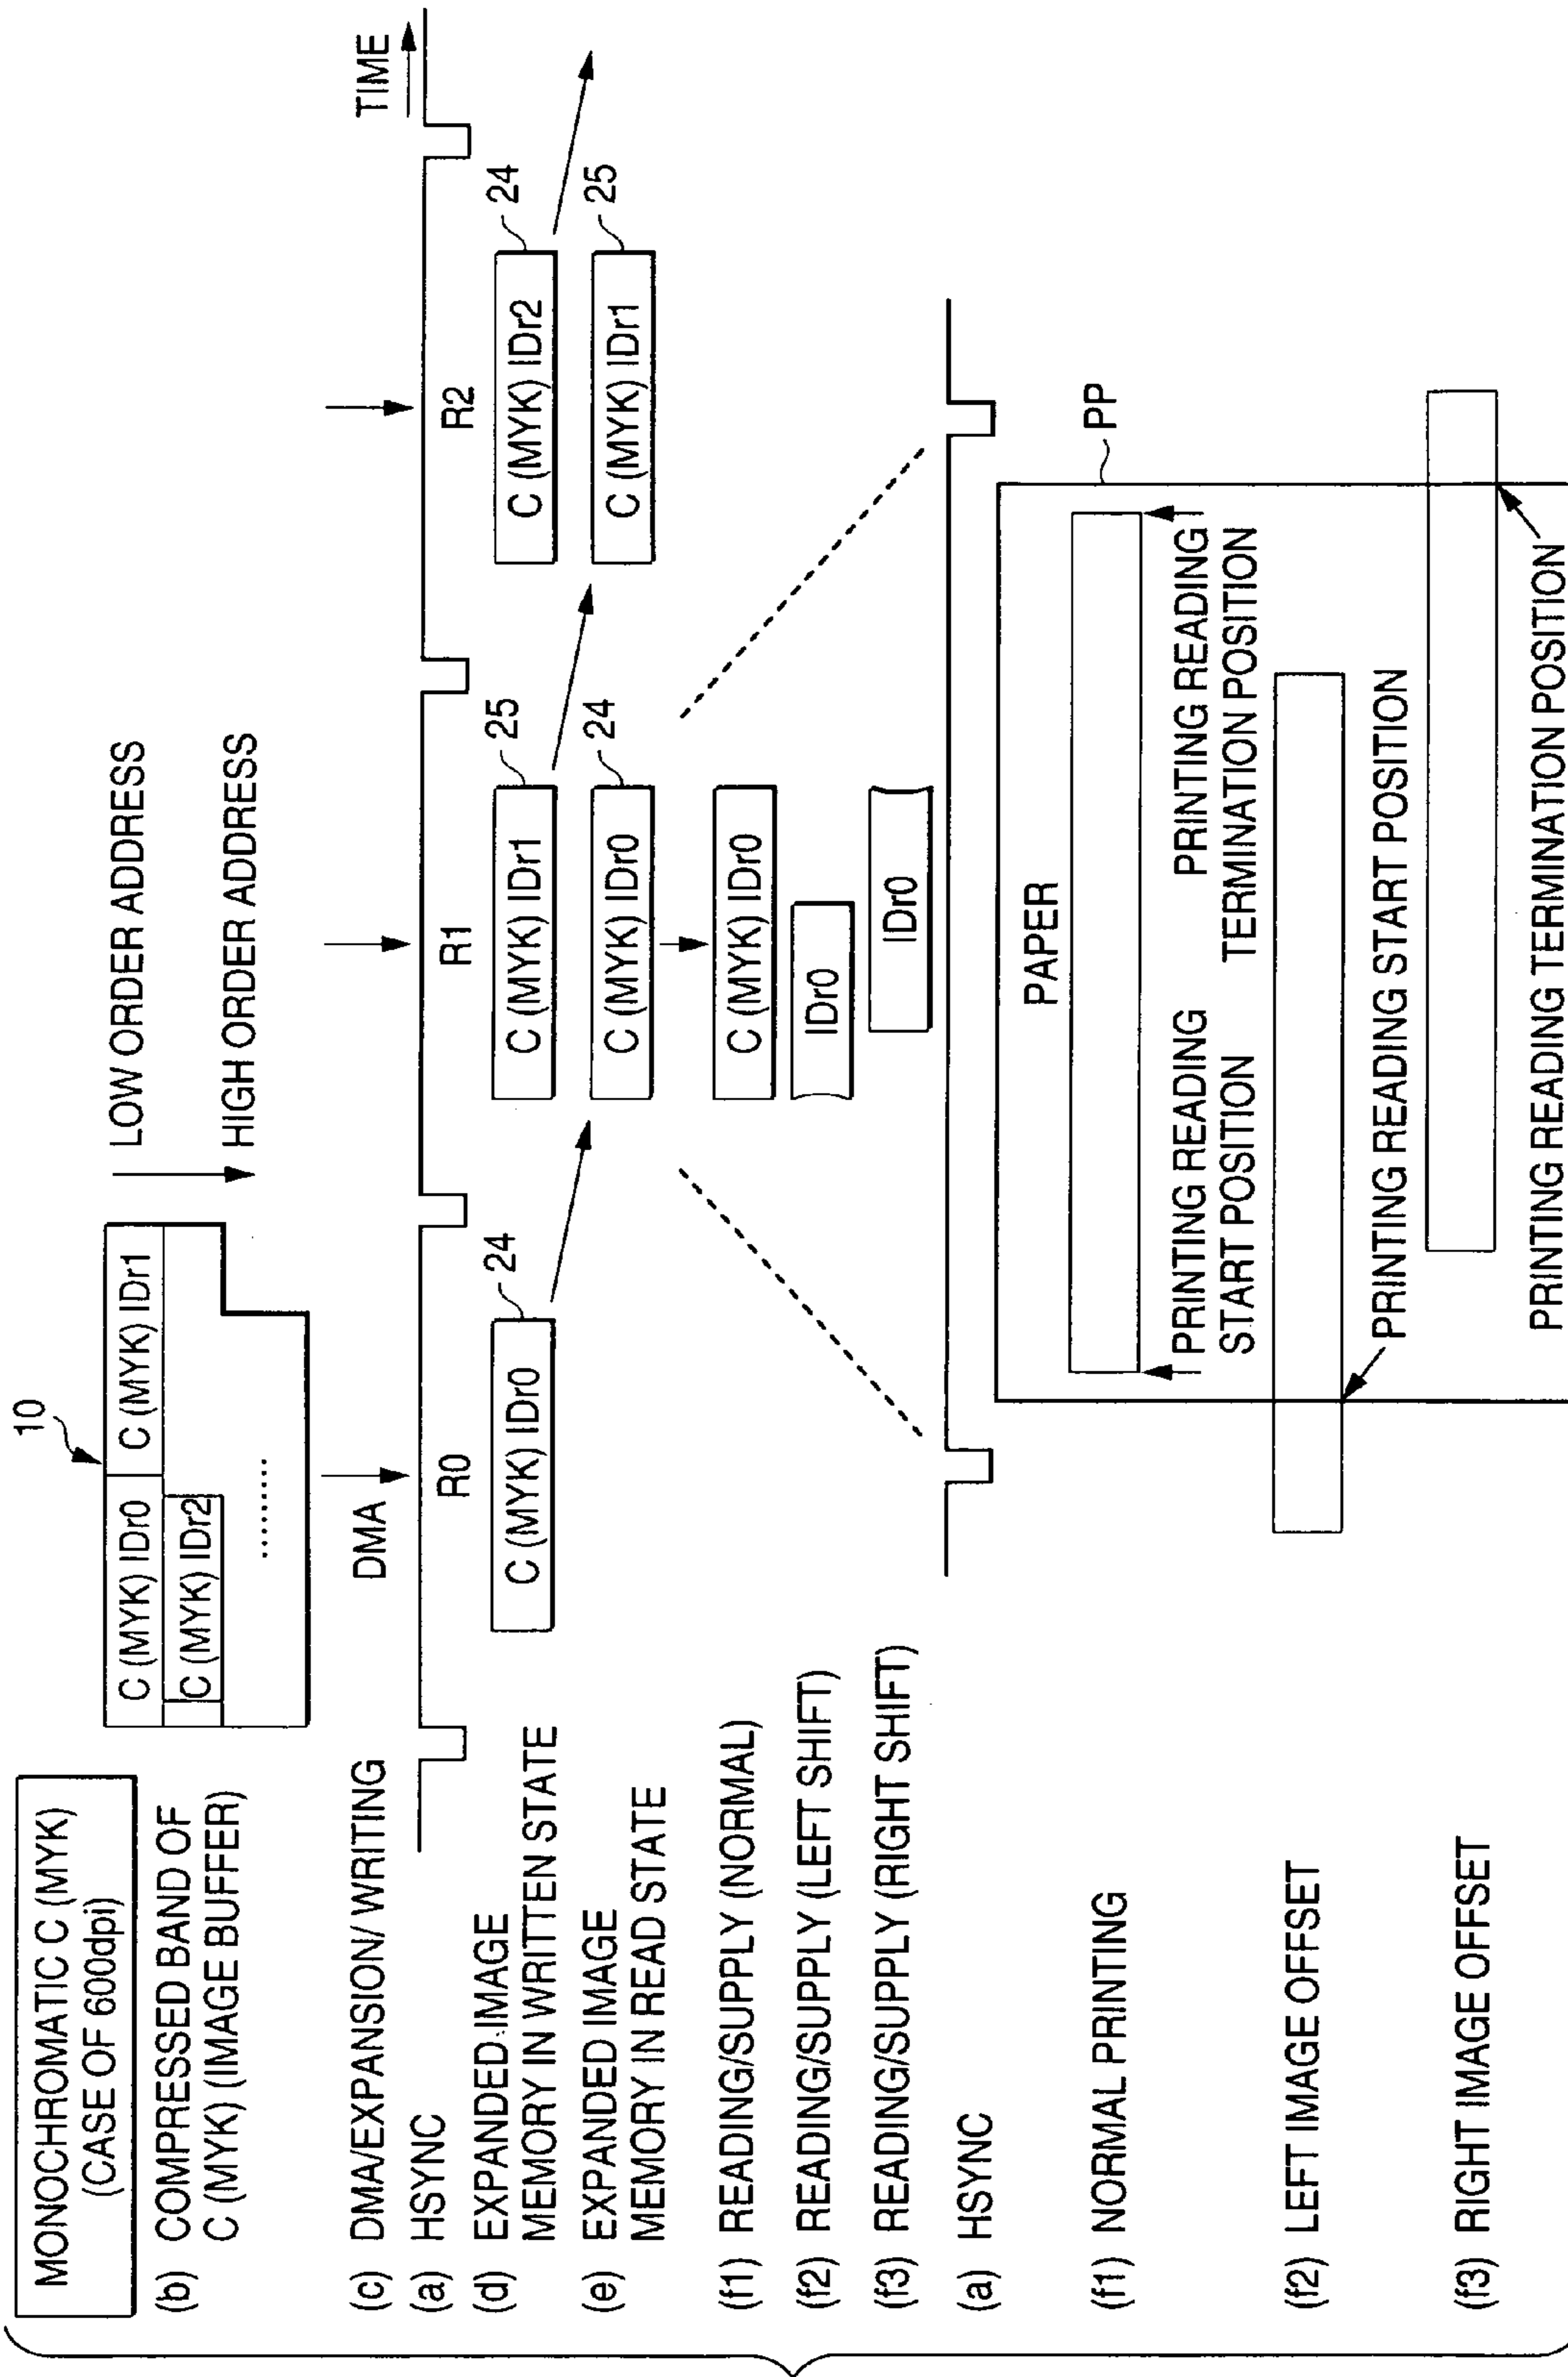 MONOCHROMATIC C (MYK)
(CASE OF 600dpi)
(b) COMPRESSED BAND OF
C (MYK) (IMAGE BUFFER)
10
C (MYK) IDr0
C (MYK) IDr1
C (MYK) IDr2
.........
LOW ORDER ADDRESS
HIGH ORDER ADDRESS
(c) DMA/EXPANSION/ WRITING
DMA
TIME
(a) HSYNC
R0
R1
R2
(d) EXPANDED IMAGE
MEMORY IN WRITTEN STATE
C (MYK) IDr0
24
C (MYK) IDr1
25
C (MYK) IDr2
24
(e) EXPANDED IMAGE
MEMORY IN READ STATE
C (MYK) IDr0
24
C (MYK) IDr1
25
(f1) READING/SUPPLY (NORMAL)
C (MYK) IDr0
(f2) READING/SUPPLY (LEFT SHIFT)
IDr0
(f3) READING/SUPPLY (RIGHT SHIFT)
IDr0
(a) HSYNC
PAPER
PP
(f1) NORMAL PRINTING
PRINTING READING
START POSITION
PRINTING READING
TERMINATION POSITION
(f2) LEFT IMAGE OFFSET
PRINTING READING START POSITION
(f3) RIGHT IMAGE OFFSET
PRINTING READING TERMINATION POSITION